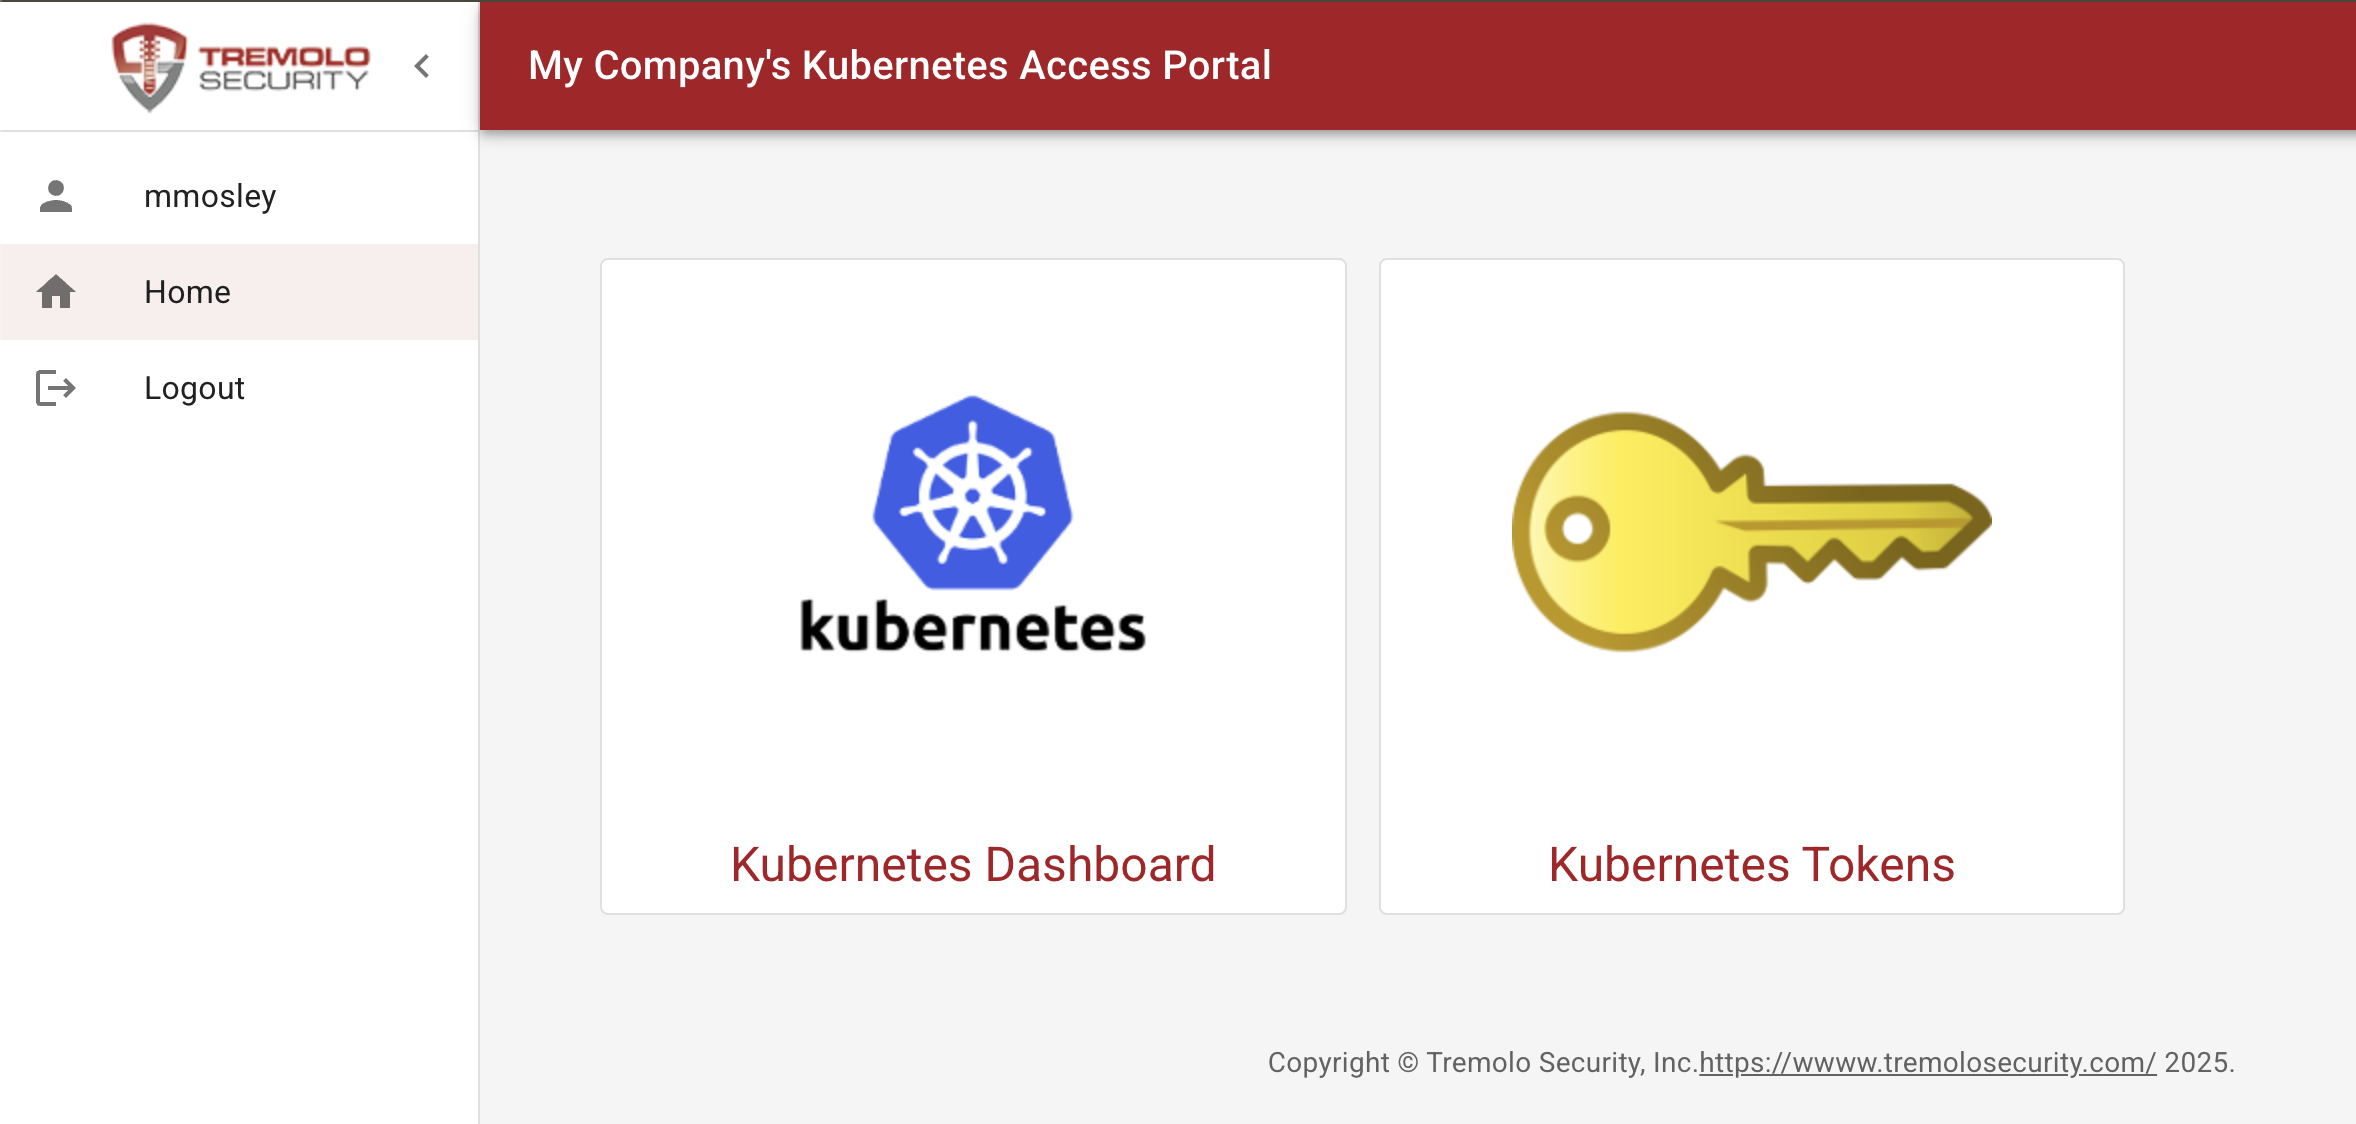 TREMOLO
SECURITY
My Company's Kubernetes Access Portal
mmosley
Home
Logout
kubernetes
Kubernetes Dashboard
Kubernetes Tokens
Copyright © Tremolo Security, Inc.https://wwww.tremolosecurity.com/ 2025.